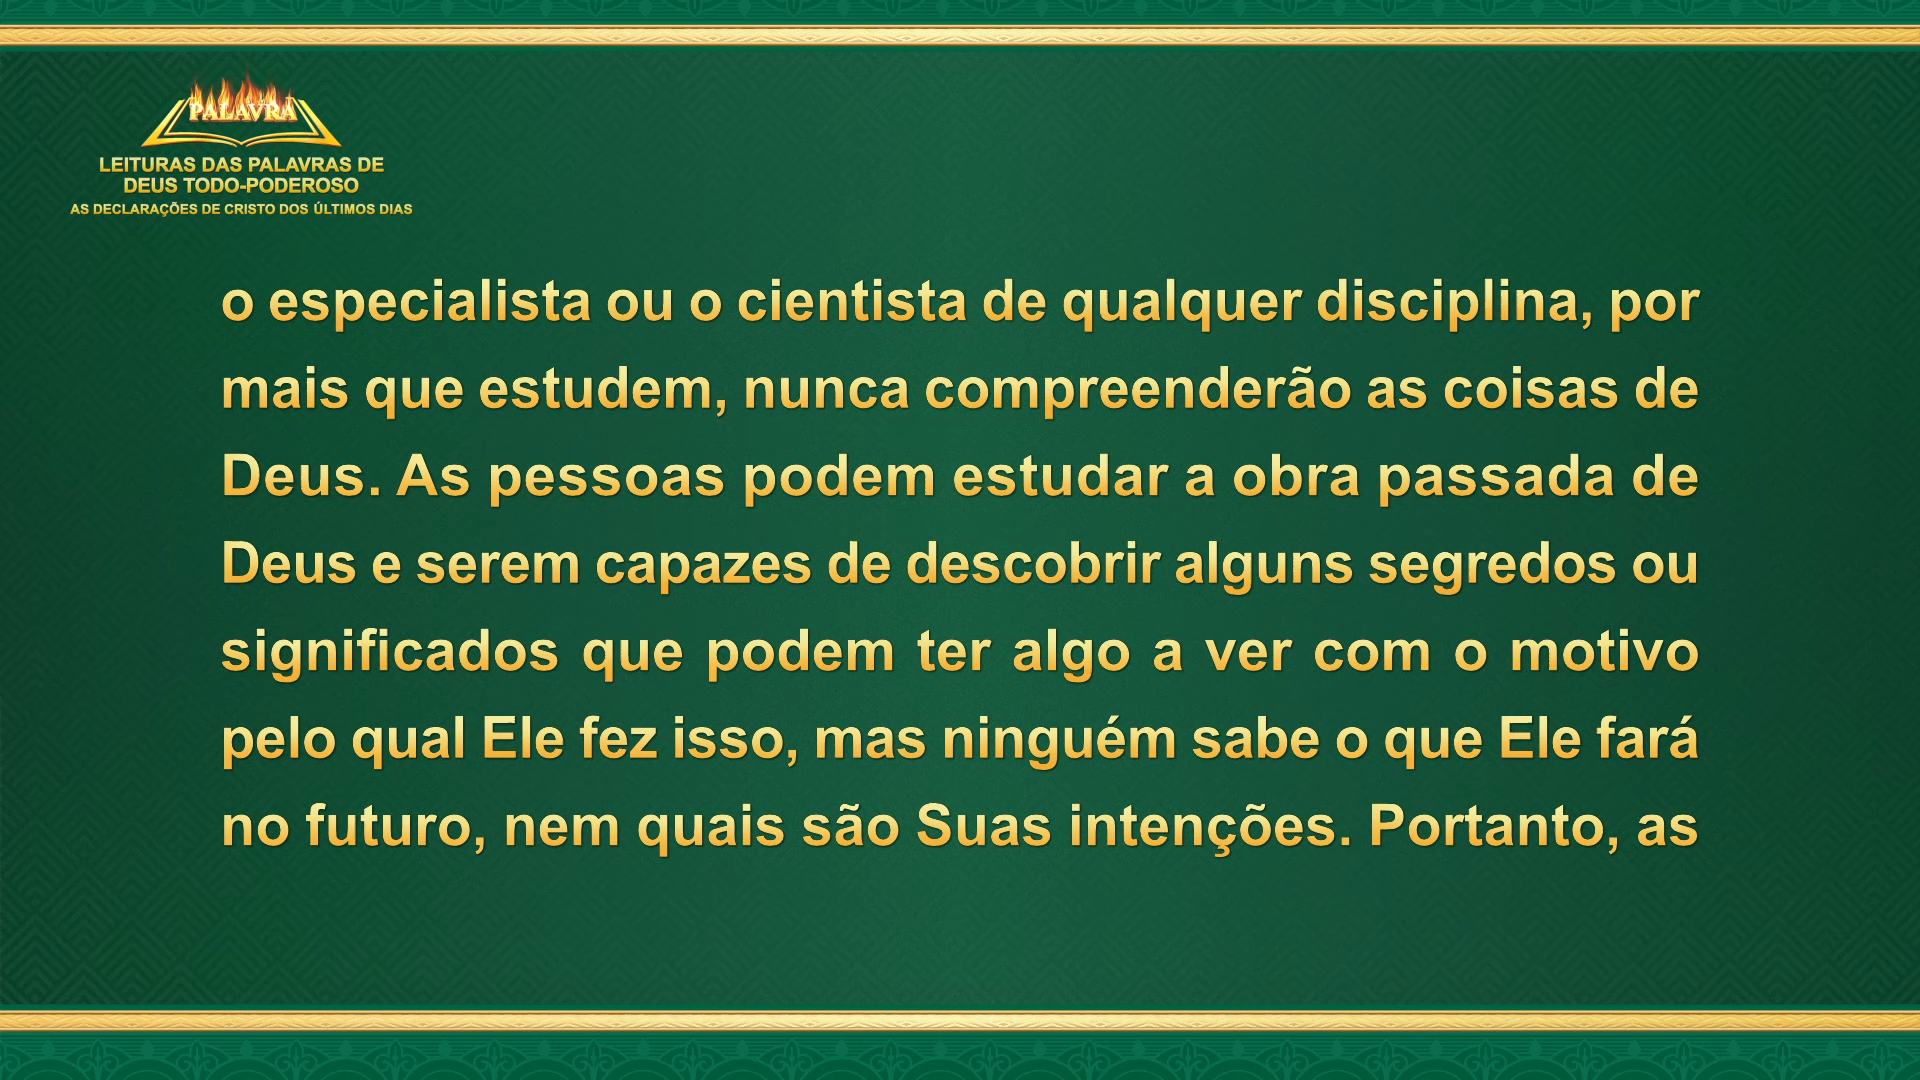 PALAVRA
LEITURAS DAS PALAVRAS DE
DEUS TODO-PODEROSO
AS DECLARAÇÕES DE CRISTO DOS ÚLTIMOS DIAS
o especialista ou o cientista de qualquer disciplina, por
mais que estudem, nunca compreenderão as coisas de
Deus. As pessoas podem estudar a obra passada de
Deus e serem capazes de descobrir alguns segredos ou
significados que podem ter algo a ver com o motivo
pelo qual Ele fez isso, mas ninguém sabe o que Ele fará
no futuro, nem quais são Suas intenções. Portanto, as